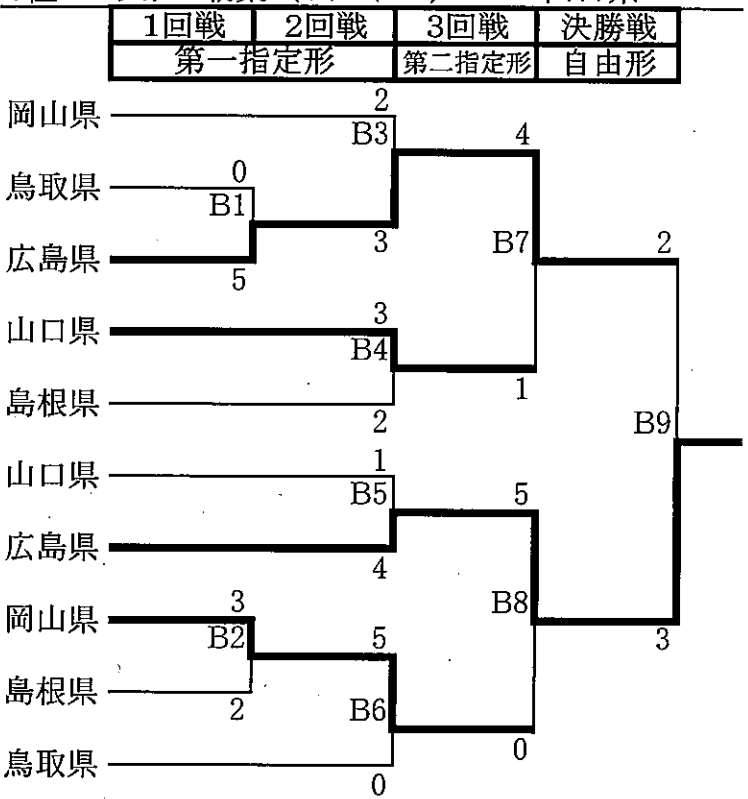 1回戦 2回戦 3回戦 決勝戦
第一指定形 第二指定形 自由形
2
岡山県
B3 4
0
鳥取県
B1
3 B7 2
広島県
5
3
山口県
B4
1
島根県
2 B9
1
山口県
B5 5
広島県
4
3 B8
岡山県
B2 5 3
島根県
2 B6
0
鳥取県
0